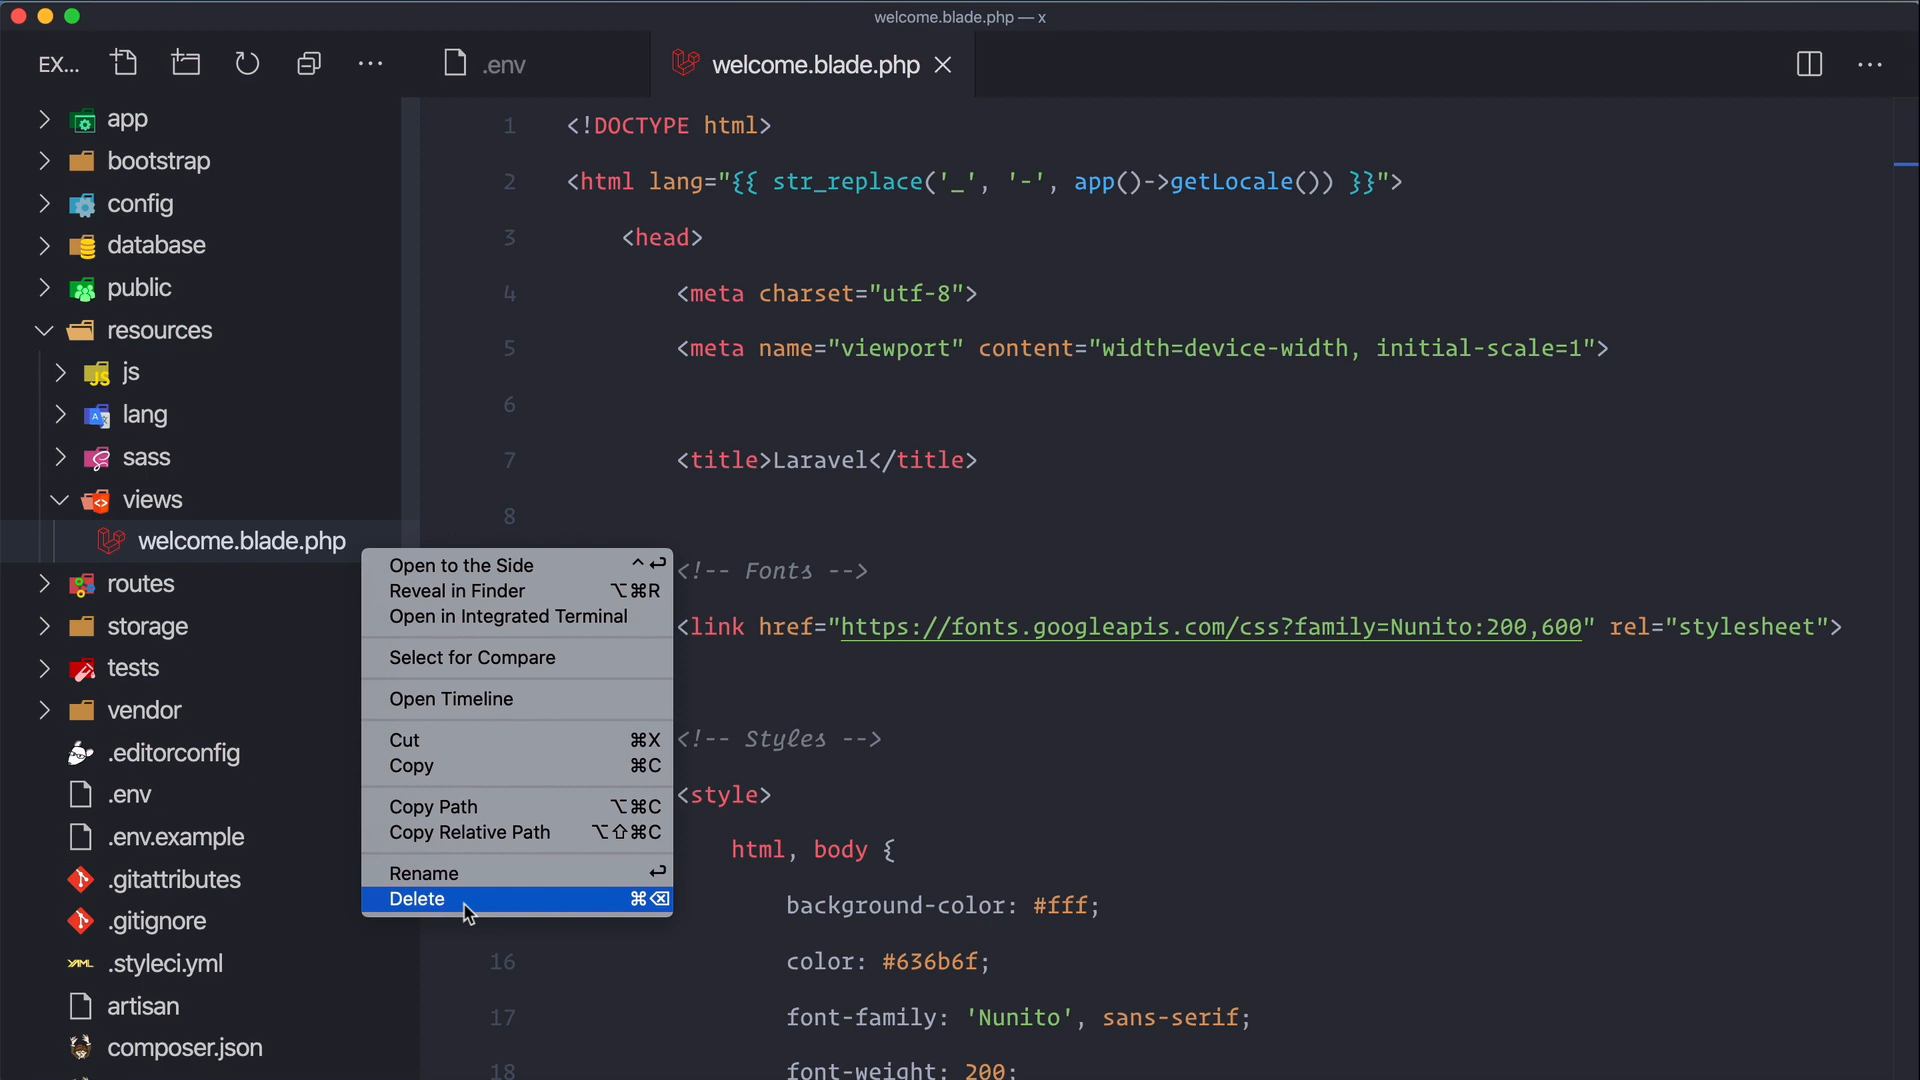 welcome.blade.php — x
EX...
.env
welcome.blade.php
app
bootstrap
config
database
public
resources
js
lang
sass
views
welcome.blade.php
routes
storage
tests
vendor
.editorconfig
.env
.env.example
.gitattributes
.gitignore
.styleci.yml
artisan
composer.json
1 <!DOCTYPE html>
2 <html lang="{{ str_replace('_', '-', app()->getLocale()) }}">
3 <head>
4 <meta charset="utf-8">
5 <meta name="viewport" content="width=device-width, initial-scale=1">
6
7 <title>Laravel</title>
8
<!-- Fonts -->
<link href="https://fonts.googleapis.com/css?family=Nunito:200,600" rel="stylesheet">
<!-- Styles -->
<style>
html, body {
background-color: #fff;
16 color: #636b6f;
17 font-family: 'Nunito', sans-serif;
18 font-weight: 200;
Open to the Side ^↩
Reveal in Finder ⌥⌘R
Open in Integrated Terminal
Select for Compare
Open Timeline
Cut ⌘X
Copy ⌘C
Copy Path ⌥⌘C
Copy Relative Path ⌥⇧⌘C
Rename ↩
Delete ⌘⌫